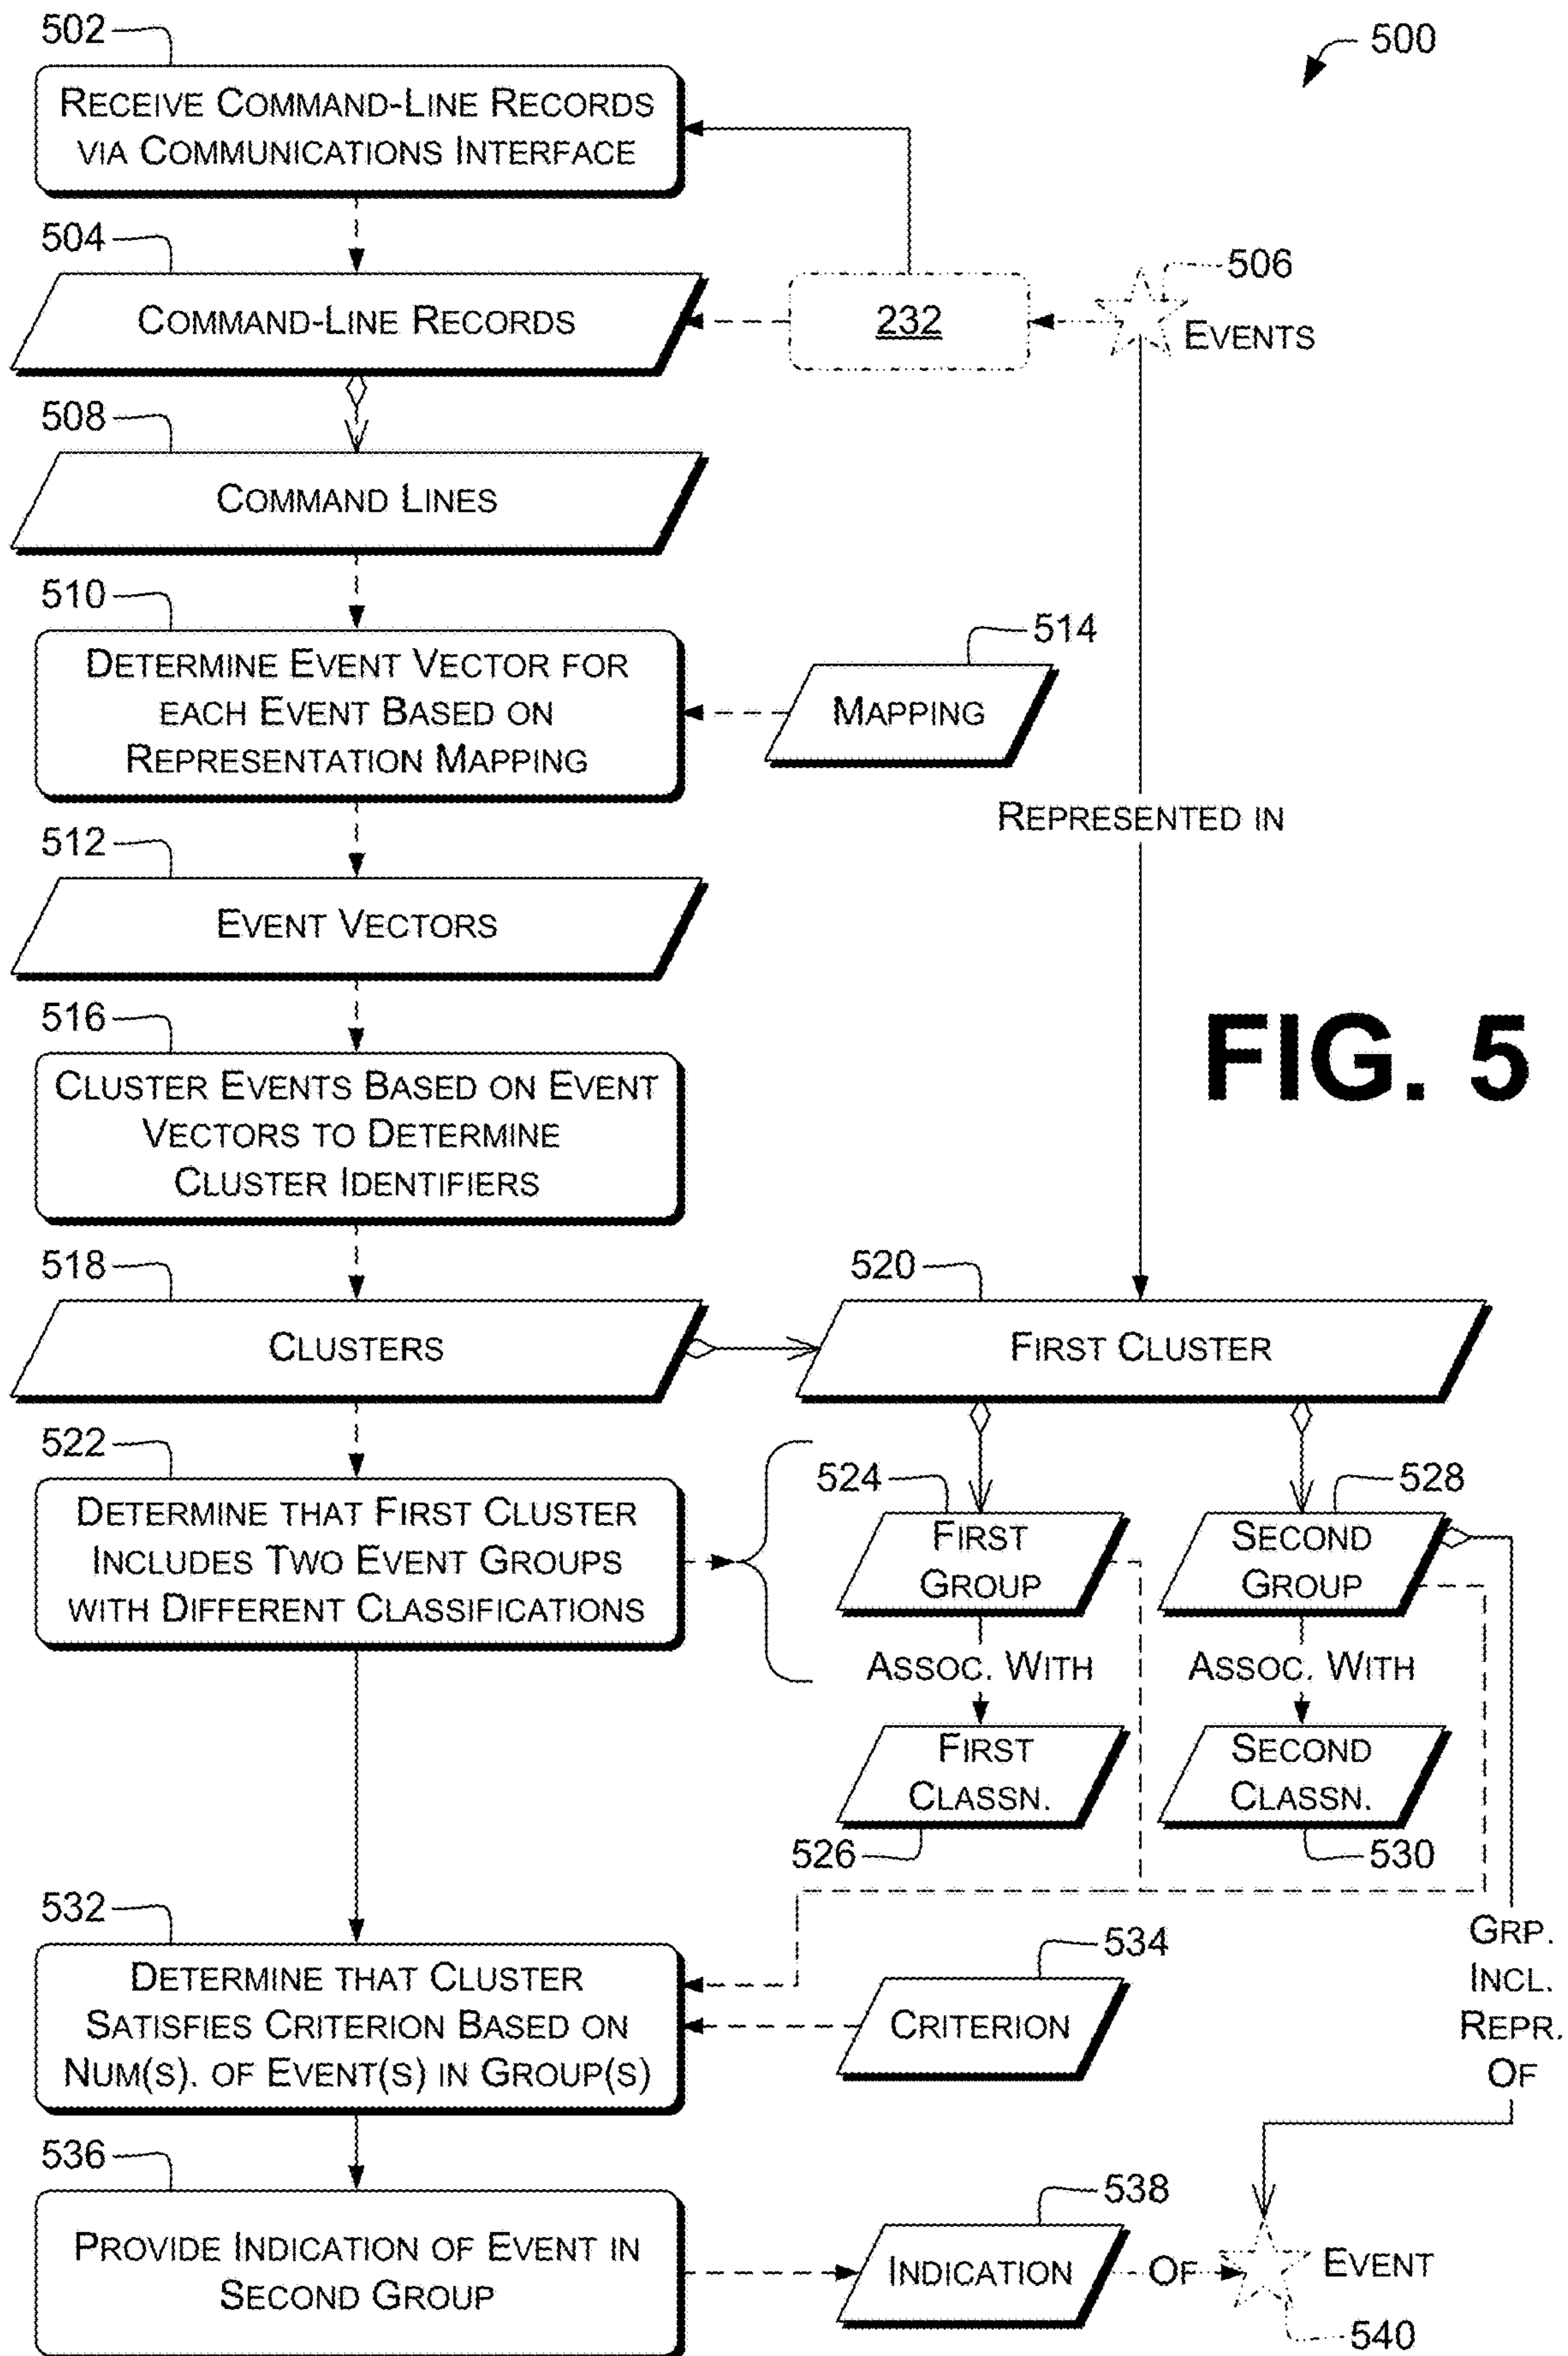 502
500
RECEIVE COMMAND-LINE RECORDS
VIA COMMUNICATIONS INTERFACE
504
506
COMMAND-LINE RECORDS
232
EVENTS
508
COMMAND LINES
510
514
DETERMINE EVENT VECTOR FOR
EACH EVENT BASED ON
REPRESENTATION MAPPING
MAPPING
REPRESENTED IN
512
EVENT VECTORS
516
FIG. 5
CLUSTER EVENTS BASED ON EVENT
VECTORS TO DETERMINE
CLUSTER IDENTIFIERS
518
520
CLUSTERS
FIRST CLUSTER
522
524
528
DETERMINE THAT FIRST CLUSTER
INCLUDES TWO EVENT GROUPS
WITH DIFFERENT CLASSIFICATIONS
FIRST
GROUP
SECOND
GROUP
ASSOC. WITH
ASSOC. WITH
FIRST
CLASSN.
SECOND
CLASSN.
526
530
532
534
GRP.
INCL.
REPR.
OF
DETERMINE THAT CLUSTER
SATISFIES CRITERION BASED ON
NUM(S). OF EVENT(S) IN GROUP(S)
CRITERION
536
538
PROVIDE INDICATION OF EVENT IN
SECOND GROUP
INDICATION
OF
EVENT
540